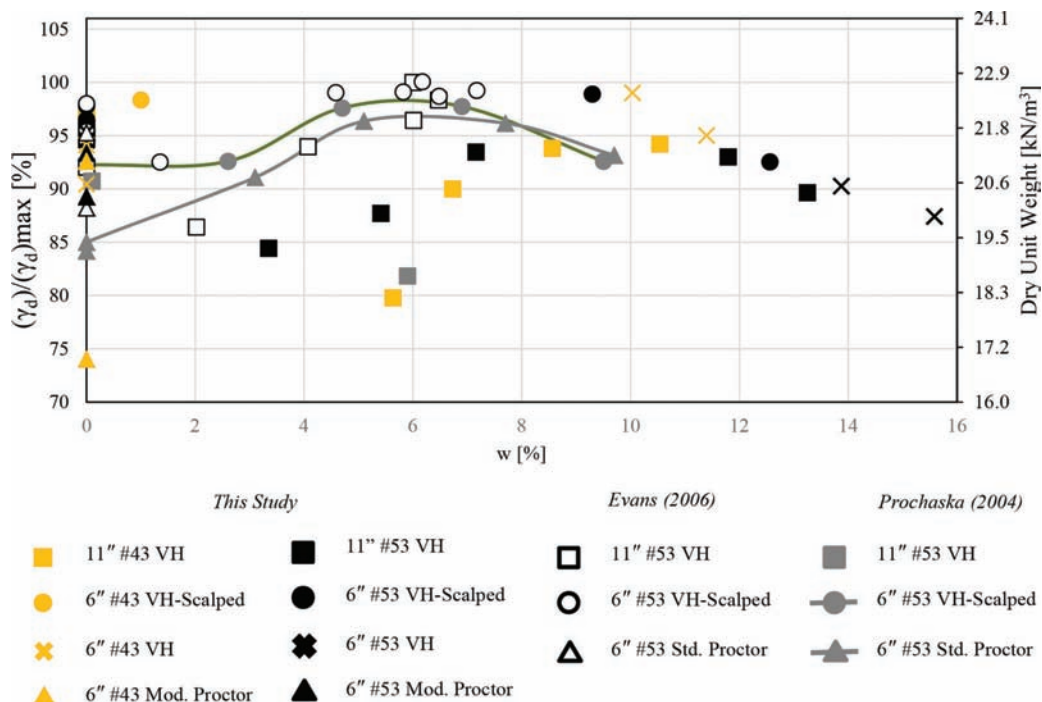 105
100
95
90
85
80
75
70
(γd)/(γd)max [%]
24.1
22.9
21.8
20.6
19.5
18.3
17.2
16.0
Dry Unit Weight [kN/m³]
0 2 4 6 8 10 12 14 16
w [%]
This Study Evans (2006) Prochaska (2004)
11″ #43 VH 11” #53 VH 11″ #53 VH 11″ #53 VH
6″ #43 VH-Scalped 6″ #53 VH-Scalped 6″ #53 VH-Scalped 6″ #53 VH-Scalped
6″ #43 VH 6″ #53 VH 6″ #53 Std. Proctor 6″ #53 Std. Proctor
6″ #43 Mod. Proctor 6″ #53 Mod. Proctor